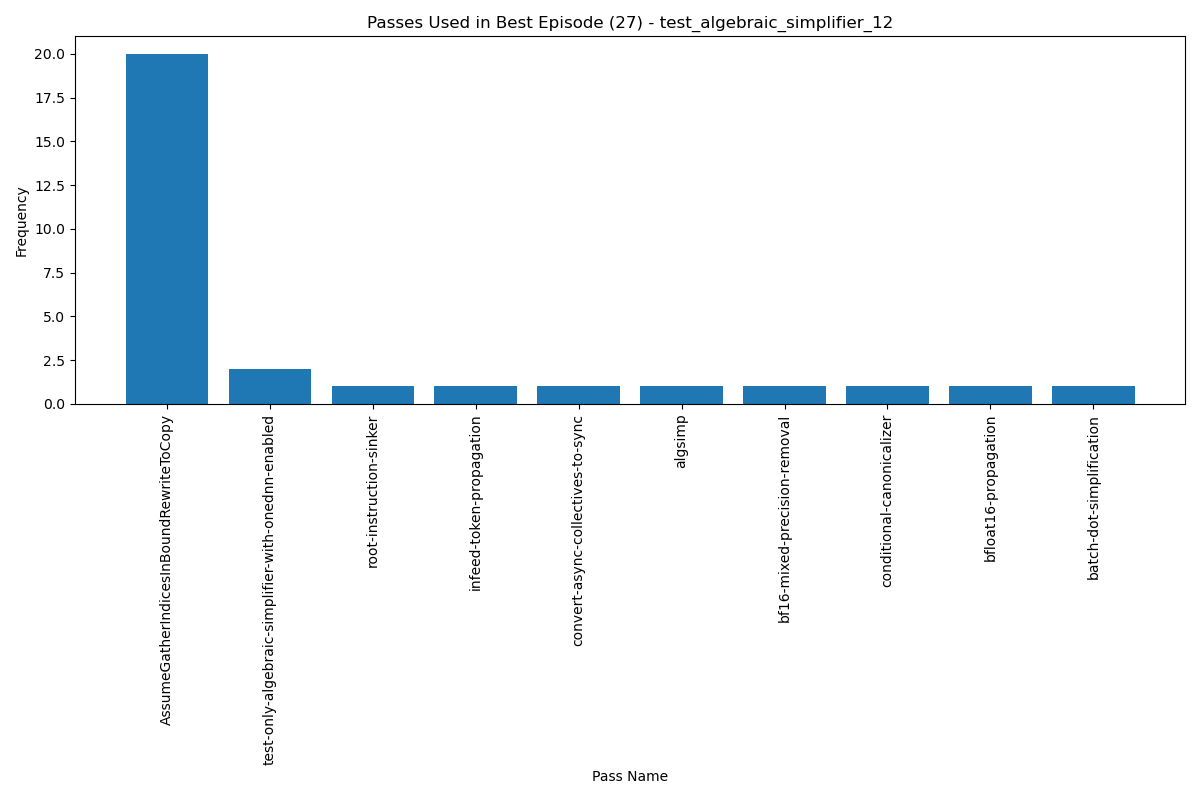 Passes Used in Best Episode (27) - test_algebraic_simplifier_12
Frequency
20.0
17.5
15.0
12.5
10.0
7.5
5.0
2.5
0.0
AssumeGatherIndicesInBoundRewriteToCopy
test-only-algebraic-simplifier-with-onednn-enabled
root-instruction-sinker
infeed-token-propagation
convert-async-collectives-to-sync
algsimp
bf16-mixed-precision-removal
conditional-canonicalizer
bfloat16-propagation
batch-dot-simplification
Pass Name